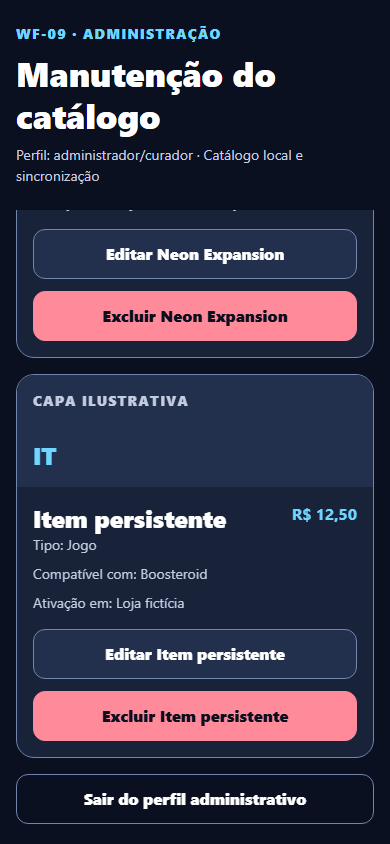 WF-09 · ADMINISTRAÇÃO
Manutenção do
catálogo
Perfil: administrador/curador · Catálogo local e
sincronização
Editar Neon Expansion
Excluir Neon Expansion
CAPA ILUSTRATIVA
IT
Item persistente
R$ 12,50
Tipo: Jogo
Compatível com: Boosteroid
Ativação em: Loja fictícia
Editar Item persistente
Excluir Item persistente
Sair do perfil administrativo